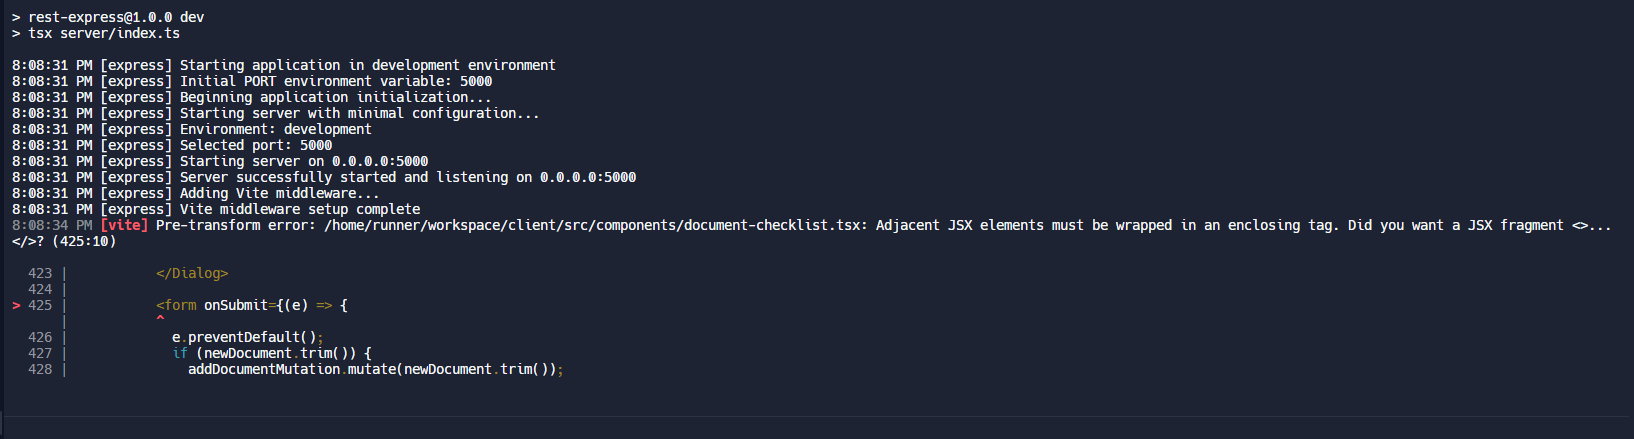 > rest-express@1.0.0 dev
> tsx server/index.ts
8:08:31 PM [express] Starting application in development environment
8:08:31 PM [express] Initial PORT environment variable: 5000
8:08:31 PM [express] Beginning application initialization...
8:08:31 PM [express] Starting server with minimal configuration...
8:08:31 PM [express] Environment: development
8:08:31 PM [express] Selected port: 5000
8:08:31 PM [express] Starting server on 0.0.0.0:5000
8:08:31 PM [express] Server successfully started and listening on 0.0.0.0:5000
8:08:31 PM [express] Adding Vite middleware...
8:08:31 PM [express] Vite middleware setup complete
8:08:34 PM [vite] Pre-transform error: /home/runner/workspace/client/src/components/document-checklist.tsx: Adjacent JSX elements must be wrapped in an enclosing tag. Did you want a JSX fragment <>...
</>? (425:10)
  423 |           </Dialog>
  424 |
> 425 |           <form onSubmit={(e) => {
      |           ^
  426 |             e.preventDefault();
  427 |             if (newDocument.trim()) {
  428 |               addDocumentMutation.mutate(newDocument.trim());